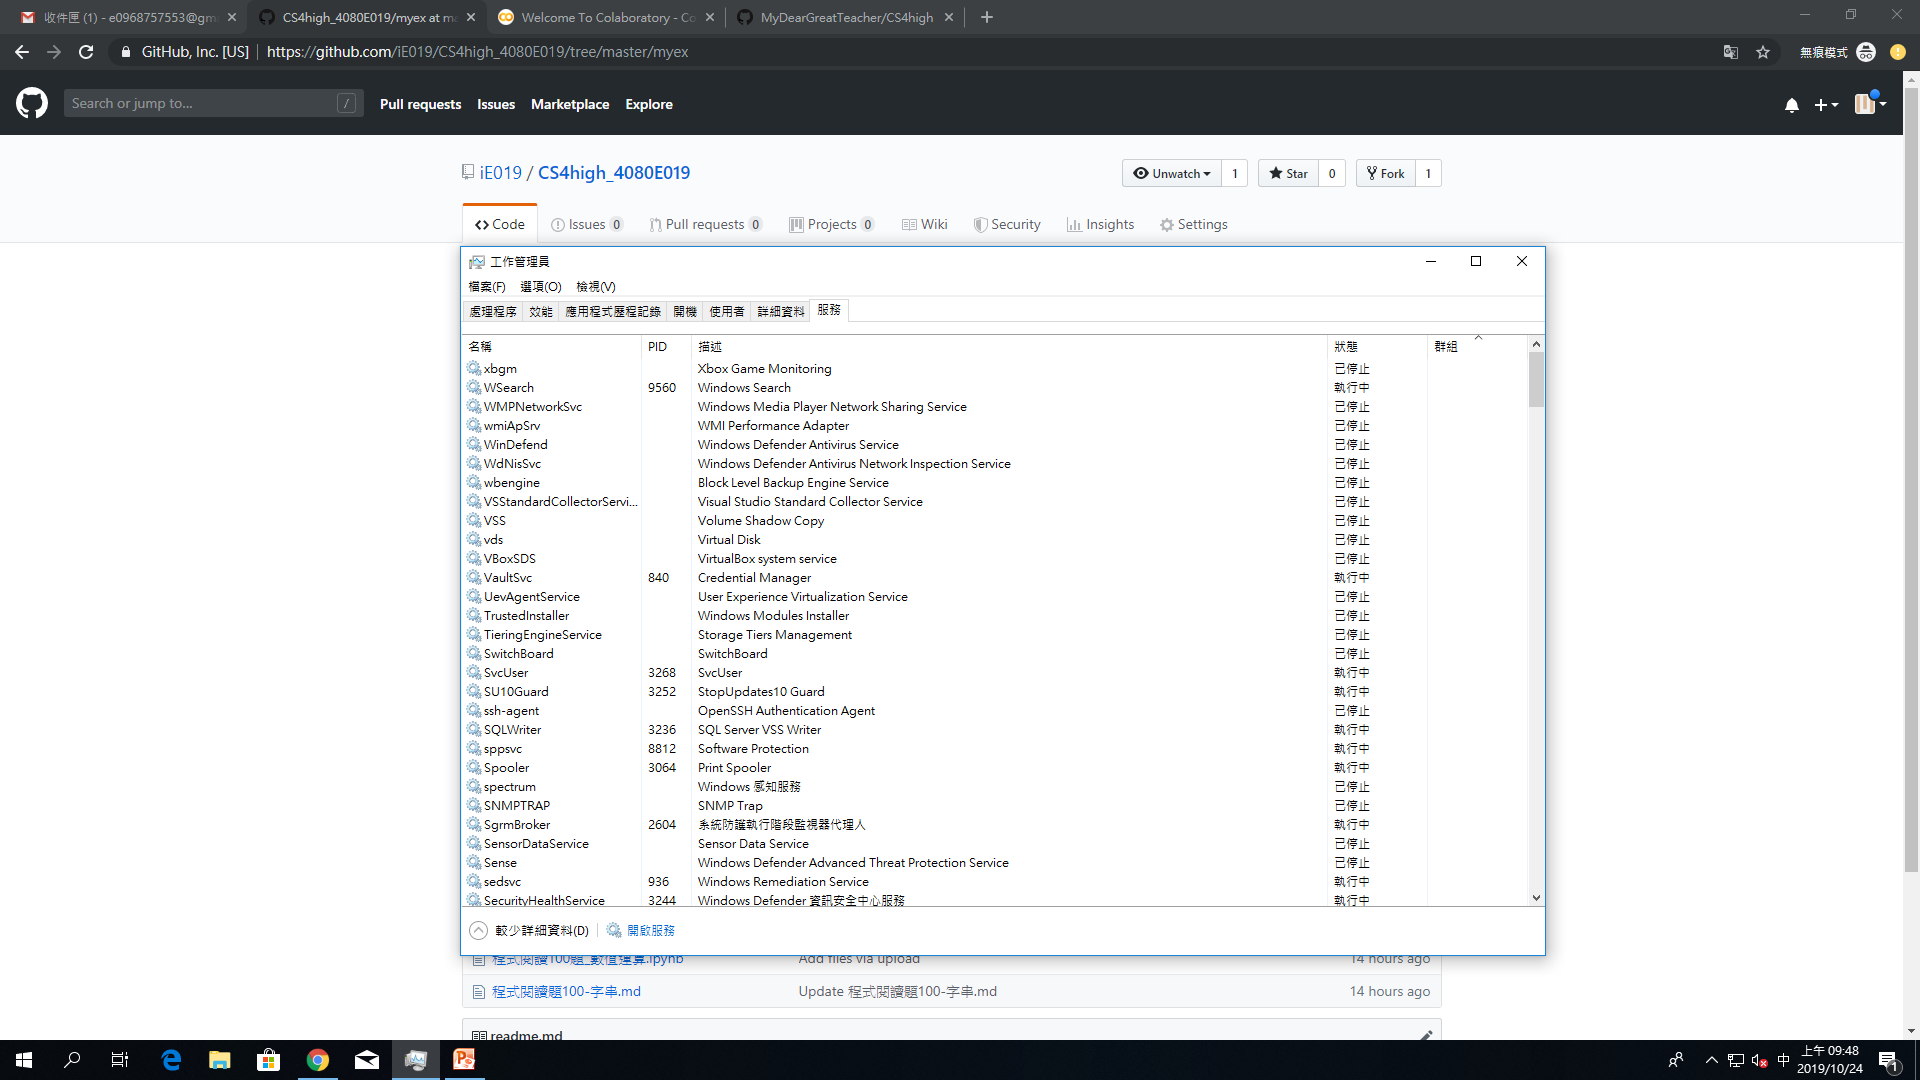 收件匣 (1) - e0968757553@gm
CS4high_4080E019/myex at ma
Welcome To Colaboratory - Co
MyDearGreatTeacher/CS4high
GitHub, Inc. [US] | https://github.com/iE019/CS4high_4080E019/tree/master/myex
無痕模式
Search or jump to... /
Pull requests Issues Marketplace Explore
iE019 / CS4high_4080E019
Unwatch 1 Star 0 Fork 1
Code Issues 0 Pull requests 0 Projects 0 Wiki Security Insights Settings
工作管理員
檔案(F) 選項(O) 檢視(V)
處理程序 效能 應用程式歷程記錄 開機 使用者 詳細資料 服務
名稱 PID 描述 狀態 群組
xbgm Xbox Game Monitoring 已停止
WSearch 9560 Windows Search 執行中
WMPNetworkSvc Windows Media Player Network Sharing Service 已停止
wmiApSrv WMI Performance Adapter 已停止
WinDefend Windows Defender Antivirus Service 已停止
WdNisSvc Windows Defender Antivirus Network Inspection Service 已停止
wbengine Block Level Backup Engine Service 已停止
VSStandardCollectorServi... Visual Studio Standard Collector Service 已停止
VSS Volume Shadow Copy 已停止
vds Virtual Disk 已停止
VBoxSDS VirtualBox system service 已停止
VaultSvc 840 Credential Manager 執行中
UevAgentService User Experience Virtualization Service 已停止
TrustedInstaller Windows Modules Installer 已停止
TieringEngineService Storage Tiers Management 已停止
SwitchBoard SwitchBoard 已停止
SvcUser 3268 SvcUser 執行中
SU10Guard 3252 StopUpdates10 Guard 執行中
ssh-agent OpenSSH Authentication Agent 已停止
SQLWriter 3236 SQL Server VSS Writer 執行中
sppsvc 8812 Software Protection 執行中
Spooler 3064 Print Spooler 執行中
spectrum Windows 感知服務 已停止
SNMPTRAP SNMP Trap 已停止
SgrmBroker 2604 系統防護執行階段監視器代理人 執行中
SensorDataService Sensor Data Service 已停止
Sense Windows Defender Advanced Threat Protection Service 已停止
sedsvc 936 Windows Remediation Service 執行中
SecurityHealthService 3244 Windows Defender 資訊安全中心服務 執行中
較少詳細資料(D) 開啟服務
程式閱讀100題_數值運算.ipynb Add files via upload 14 hours ago
程式閱讀題100-字串.md Update 程式閱讀題100-字串.md 14 hours ago
readme.md
中
上午 09:48
2019/10/24
1